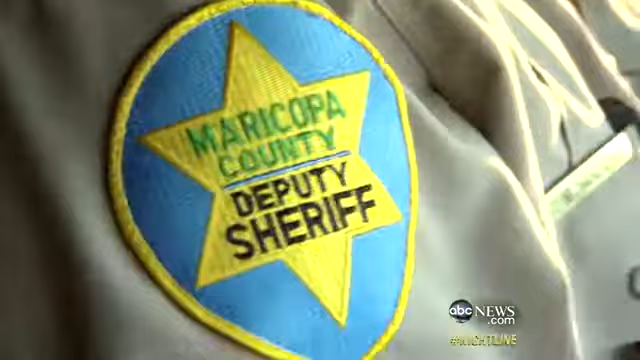 MARICOPA
COUNTY
DEPUTY
SHERIFF
abc NEWS
.com
#NIGHTLINE